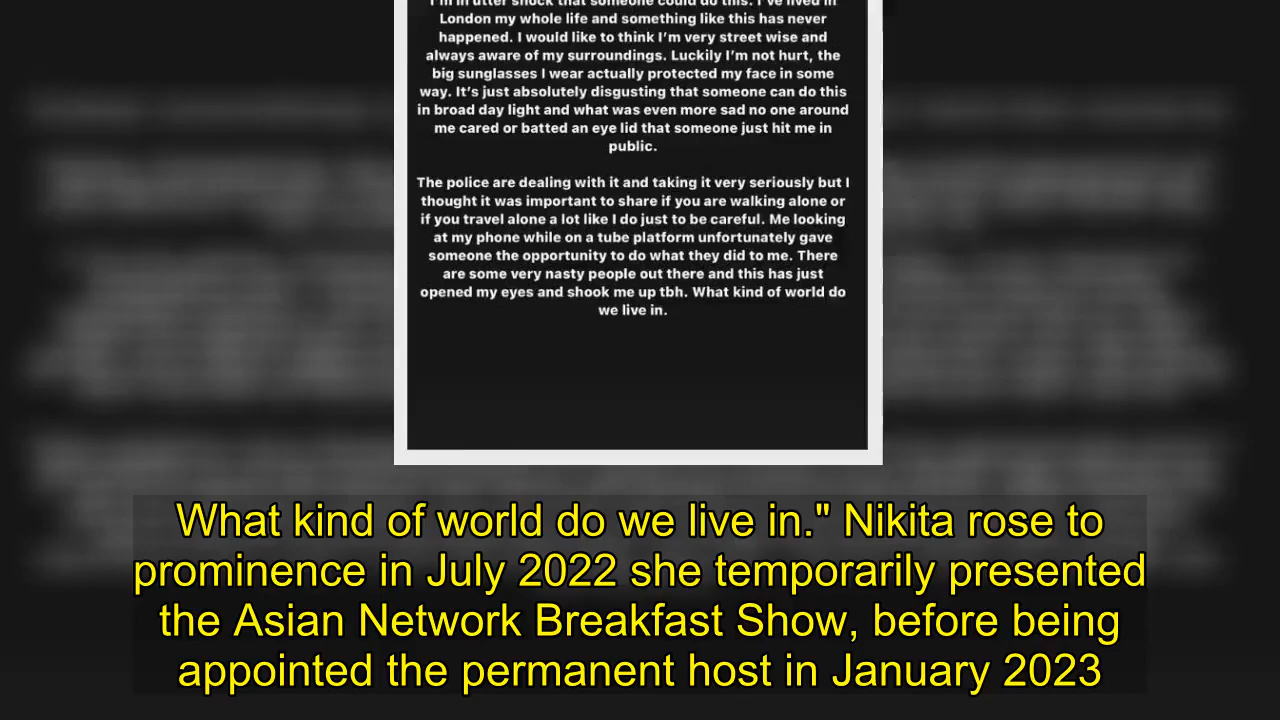 I'm in utter shock that someone could do this. I've lived in
London my whole life and something like this has never
happened. I would like to think I'm very street wise and
always aware of my surroundings. Luckily I'm not hurt, the
big sunglasses I wear actually protected my face in some
way. It's just absolutely disgusting that someone can do this
in broad day light and what was even more sad no one around
me cared or batted an eye lid that someone just hit me in
public.
The police are dealing with it and taking it very seriously but I
thought it was important to share if you are walking alone or
if you travel alone a lot like I do just to be careful. Me looking
at my phone while on a tube platform unfortunately gave
someone the opportunity to do what they did to me. There
are some very nasty people out there and this has just
opened my eyes and shook me up tbh. What kind of world do
we live in.
What kind of world do we live in." Nikita rose to
prominence in July 2022 she temporarily presented
the Asian Network Breakfast Show, before being
appointed the permanent host in January 2023